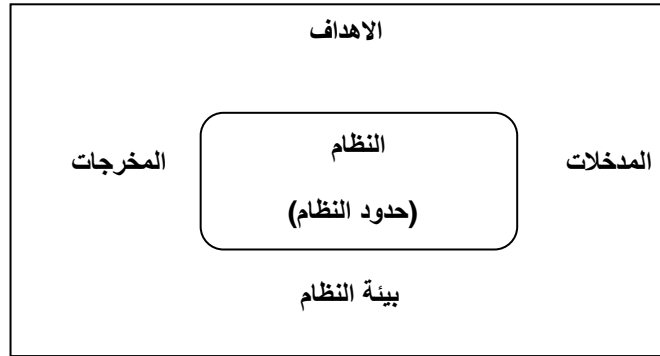 الاهداف
النظام
المدخلات
المخرجات
(حدود النظام)
بيئة النظام